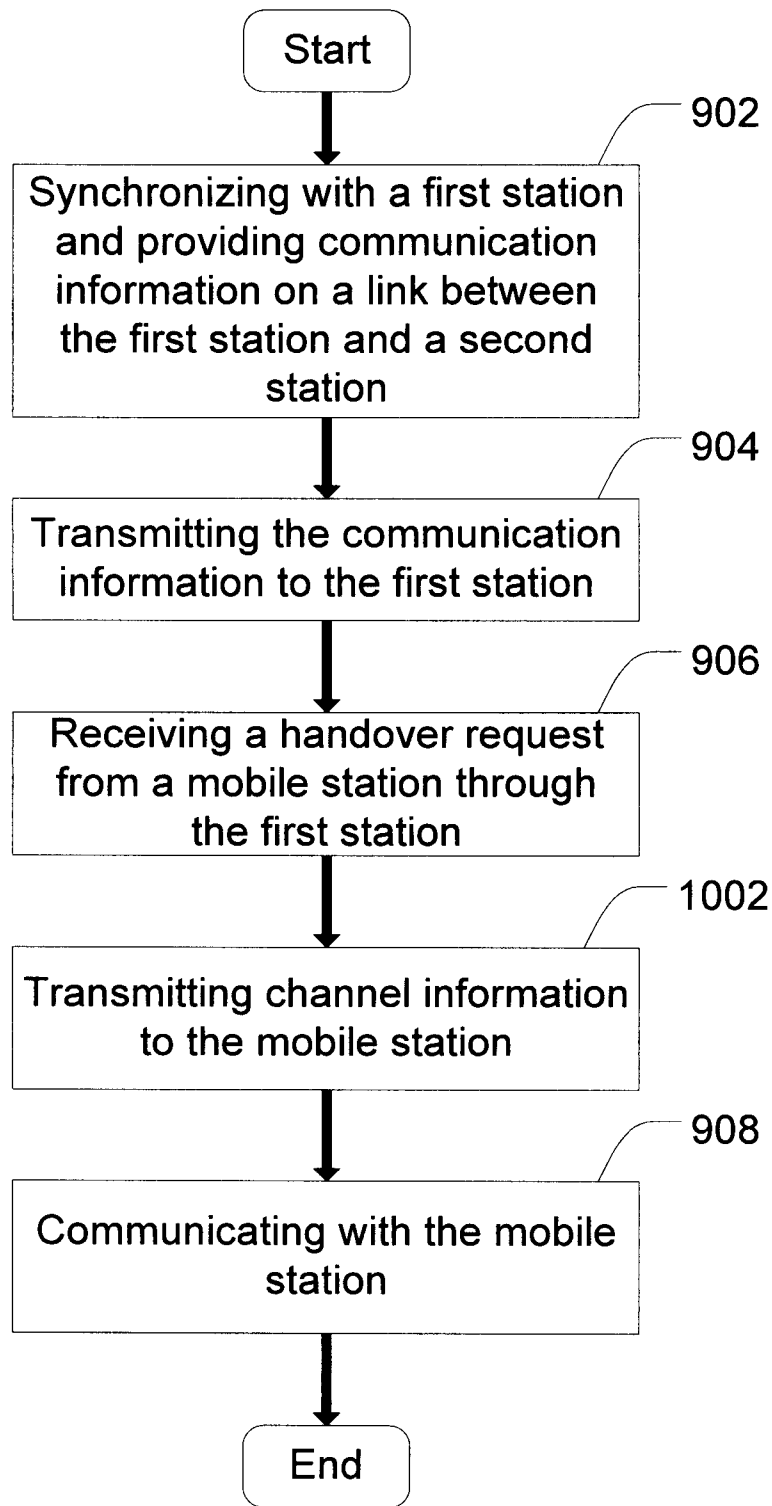 Start
902
Synchronizing with a first station
and providing communication
information on a link between
the first station and a second
station
904
Transmitting the communication
information to the first station
906
Receiving a handover request
from a mobile station through
the first station
1002
Transmitting channel information
to the mobile station
908
Communicating with the mobile
station
End